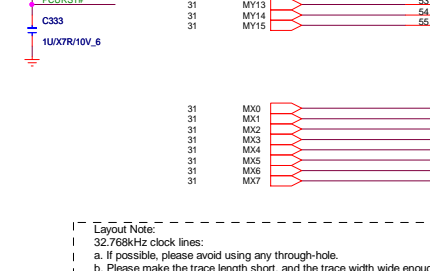 31 MY13 53
C333 31 MY14 54
31 MY15 55
1U/X7R/10V_6
31 MX0
31 MX1
31 MX2
31 MX3
31 MX4
31 MX5
31 MX6
31 MX7
Layout Note:
32.768kHz clock lines:
a. If possible, please avoid using any through-hole.
b. Please make the trace length short, and the trace width wide